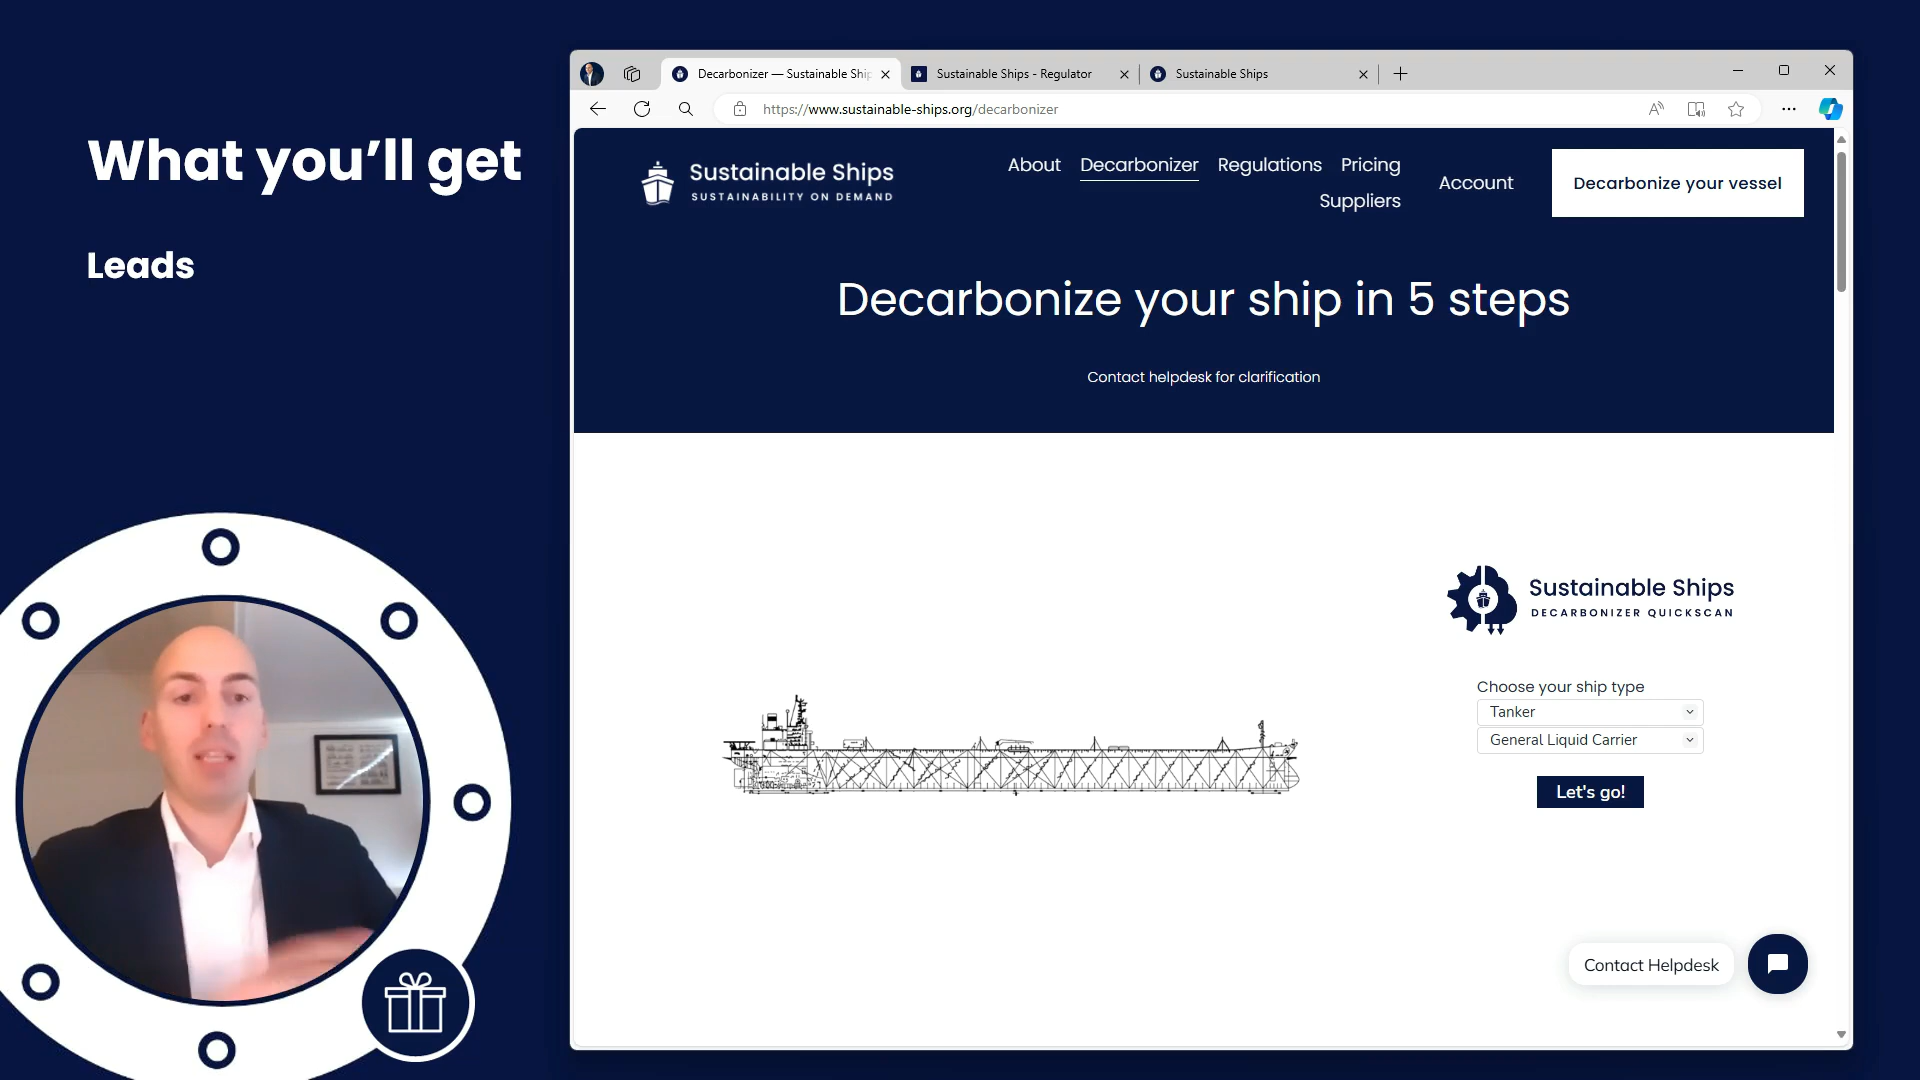 What you’ll get
Leads
Decarbonizer — Sustainable Ship
Sustainable Ships - Regulator
Sustainable Ships
https://www.sustainable-ships.org/decarbonizer
Sustainable Ships
SUSTAINABILITY ON DEMAND
About
Decarbonizer
Regulations
Pricing
Suppliers
Account
Decarbonize your vessel
Decarbonize your ship in 5 steps
Contact helpdesk for clarification
Sustainable Ships
DECARBONIZER QUICKSCAN
Choose your ship type
Tanker
General Liquid Carrier
Let's go!
Contact Helpdesk